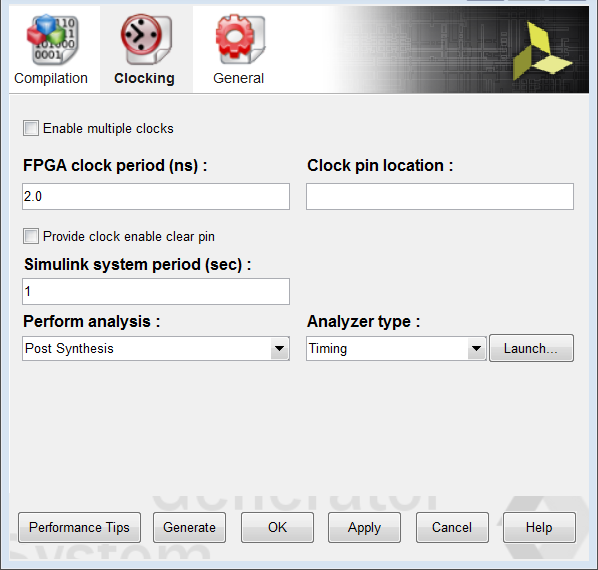 Compilation
Clocking
General
Enable multiple clocks
FPGA clock period (ns) :
Clock pin location :
2.0
Provide clock enable clear pin
Simulink system period (sec) :
1
Perform analysis :
Analyzer type :
Post Synthesis
Timing
Launch...
Generator
System
Performance Tips
Generate
OK
Apply
Cancel
Help